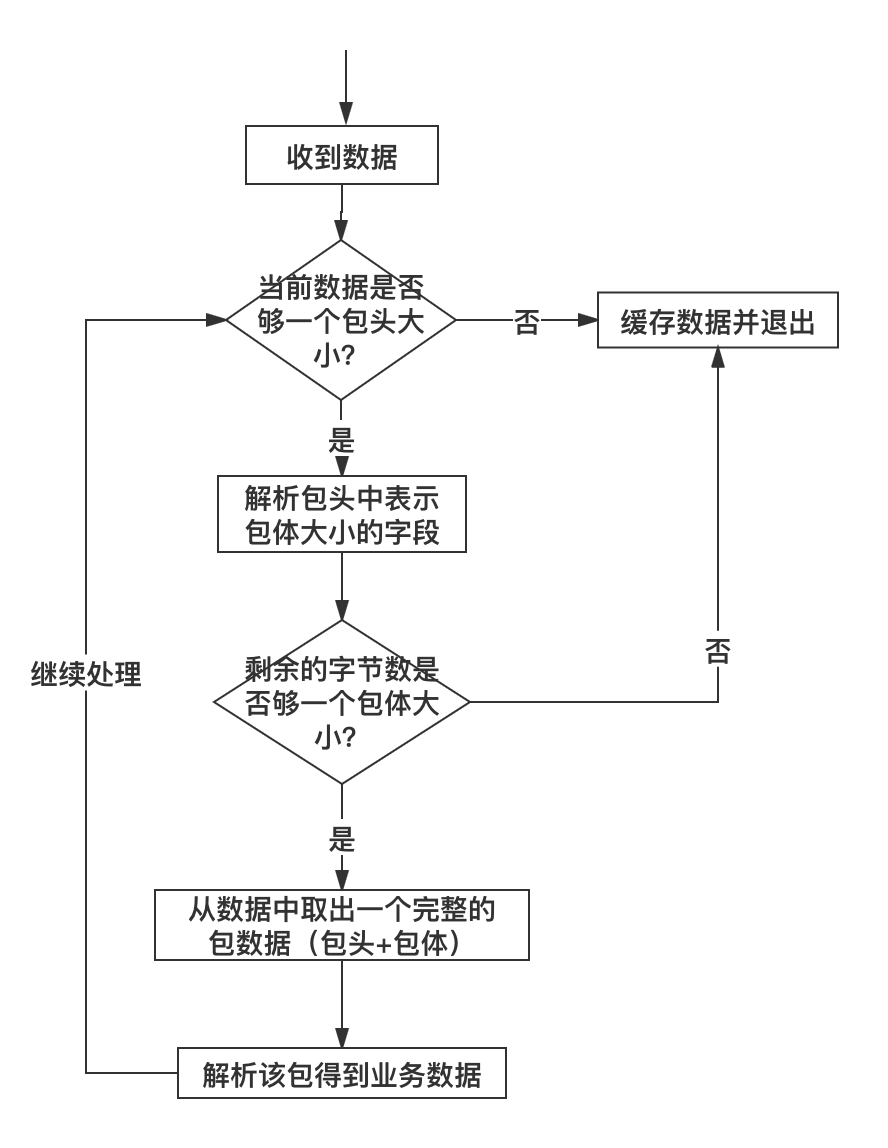 收到数据
当前数据是否
够一个包头大
小?
否
缓存数据并退出
是
解析包头中表示
包体大小的字段
继续处理
剩余的字节数是
否够一个包体大
小?
否
是
从数据中取出一个完整的
包数据（包头+包体）
解析该包得到业务数据